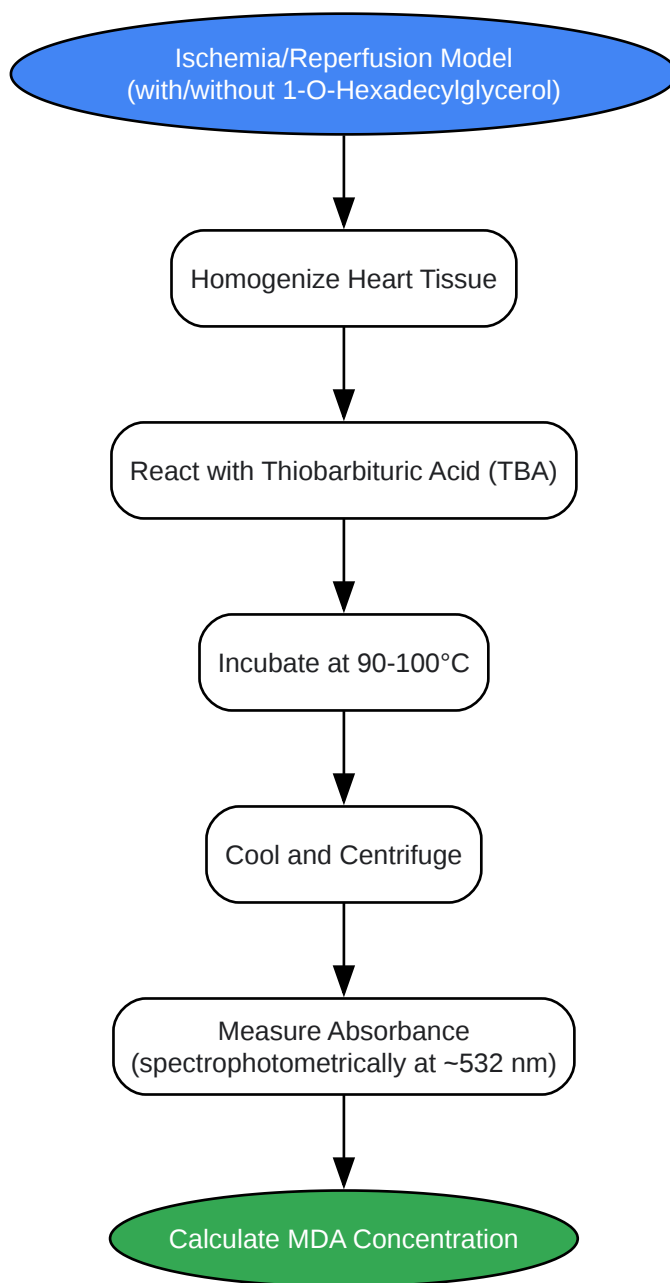 Ischemia/Reperfusion Model
(with/without 1-O-Hexadecylglycerol)
Homogenize Heart Tissue
React with Thiobarbituric Acid (TBA)
Incubate at 90-100°C
Cool and Centrifuge
Measure Absorbance
(spectrophotometrically at ~532 nm)
Calculate MDA Concentration